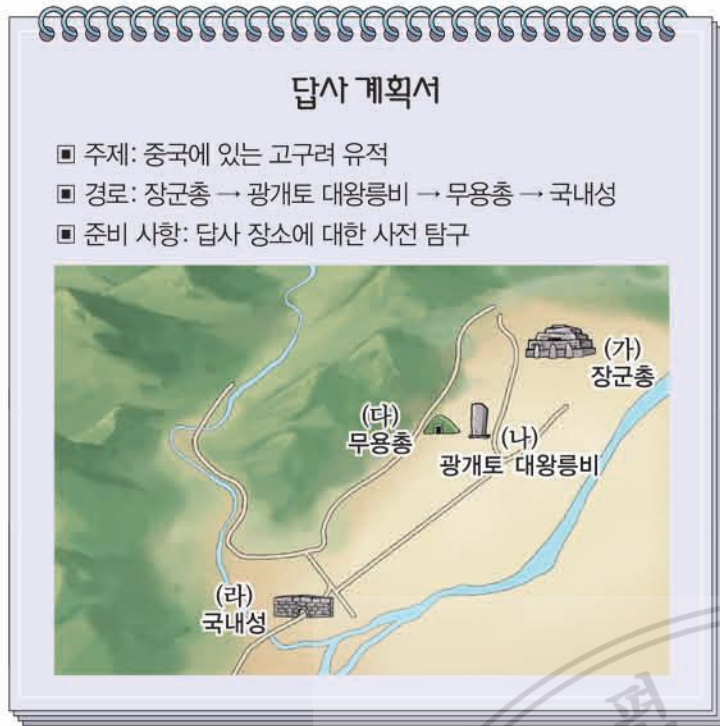 답사 계획서
▣ 주제: 중국에 있는 고구려 유적
▣ 경로: 장군총 → 광개토 대왕릉비 → 무용총 → 국내성
▣ 준비 사항: 답사 장소에 대한 사전 탐구
(가)
장군총
(다)
무용총
(나)
광개토 대왕릉비
(라)
국내성